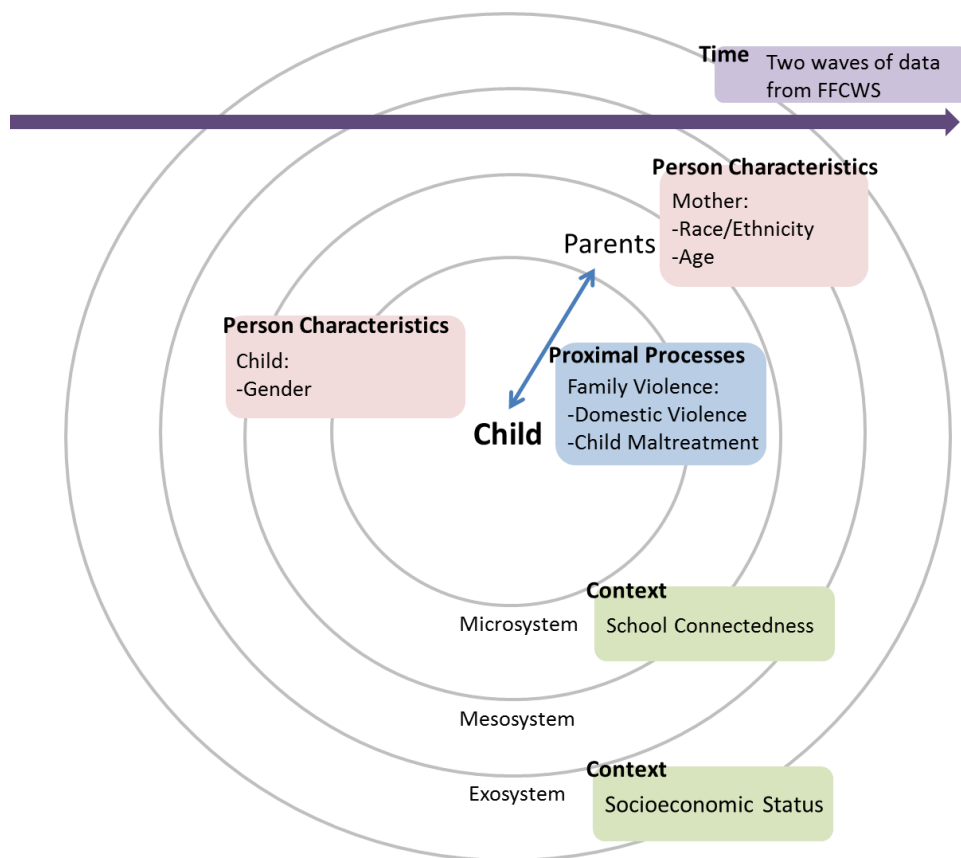 Time
Two waves of data
from FFCWS
Person Characteristics
Mother:
-Race/Ethnicity
-Age
Parents
Person Characteristics
Child:
-Gender
Proximal Processes
Family Violence:
-Domestic Violence
-Child Maltreatment
Child
Microsystem
Context
School Connectedness
Mesosystem
Exosystem
Context
Socioeconomic Status